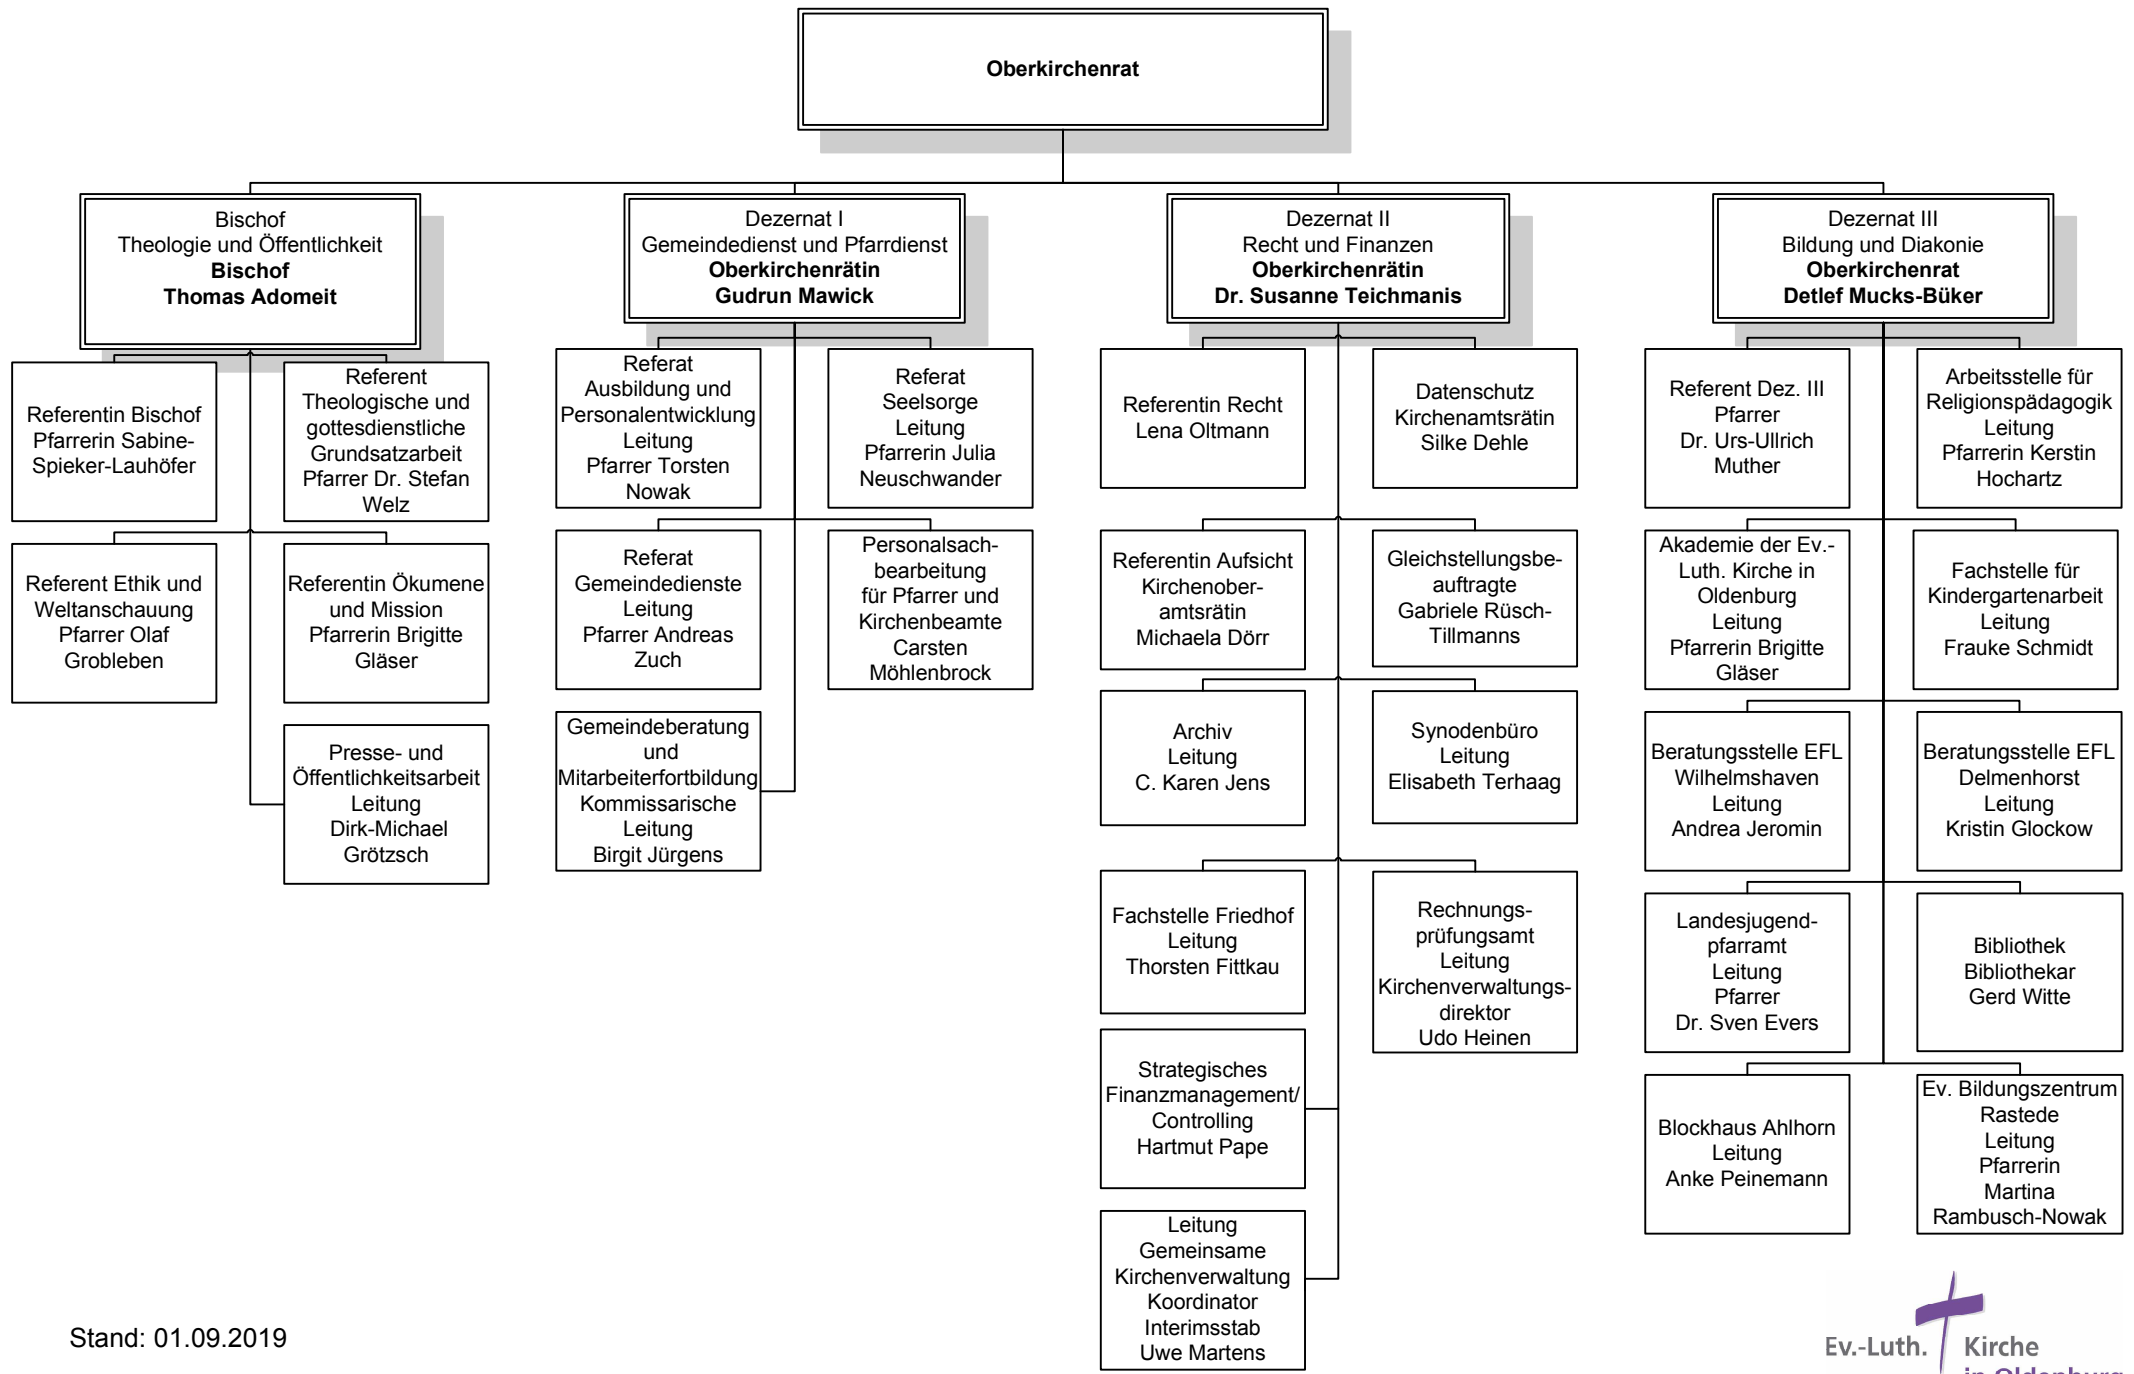 Oberkirchenrat
Bischof
Theologie und Öffentlichkeit
Bischof
Thomas Adomeit
Dezernat I
Gemeindedienst und Pfarrdienst
Oberkirchenrätin
Gudrun Mawick
Dezernat II
Recht und Finanzen
Oberkirchenrätin
Dr. Susanne Teichmanis
Dezernat III
Bildung und Diakonie
Oberkirchenrat
Detlef Mucks-Büker
Referentin Bischof
Pfarrerin Sabine-
Spieker-Lauhöfer
Referent
Theologische und
gottesdienstliche
Grundsatzarbeit
Pfarrer Dr. Stefan
Welz
Referent Ethik und
Weltanschauung
Pfarrer Olaf
Grobleben
Referentin Ökumene
und Mission
Pfarrerin Brigitte
Gläser
Presse- und
Öffentlichkeitsarbeit
Leitung
Dirk-Michael
Grötzsch
Referat
Ausbildung und
Personalentwicklung
Leitung
Pfarrer Torsten
Nowak
Referat
Seelsorge
Leitung
Pfarrerin Julia
Neuschwander
Referat
Gemeindedienste
Leitung
Pfarrer Andreas
Zuch
Personalsach-
bearbeitung
für Pfarrer und
Kirchenbeamte
Carsten
Möhlenbrock
Gemeindeberatung
und
Mitarbeiterfortbildung
Kommissarische
Leitung
Birgit Jürgens
Referentin Recht
Lena Oltmann
Datenschutz
Kirchenamtsrätin
Silke Dehle
Referentin Aufsicht
Kirchenober-
amtsrätin
Michaela Dörr
Gleichstellungsbe-
auftragte
Gabriele Rüsch-
Tillmanns
Archiv
Leitung
C. Karen Jens
Synodenbüro
Leitung
Elisabeth Terhaag
Fachstelle Friedhof
Leitung
Thorsten Fittkau
Rechnungs-
prüfungsamt
Leitung
Kirchenverwaltungs-
direktor
Udo Heinen
Strategisches
Finanzmanagement/
Controlling
Hartmut Pape
Leitung
Gemeinsame
Kirchenverwaltung
Koordinator
Interimsstab
Uwe Martens
Referent Dez. III
Pfarrer
Dr. Urs-Ullrich
Muther
Arbeitsstelle für
Religionspädagogik
Leitung
Pfarrerin Kerstin
Hochartz
Akademie der Ev.-
Luth. Kirche in
Oldenburg
Leitung
Pfarrerin Brigitte
Gläser
Fachstelle für
Kindergartenarbeit
Leitung
Frauke Schmidt
Beratungsstelle EFL
Wilhelmshaven
Leitung
Andrea Jeromin
Beratungsstelle EFL
Delmenhorst
Leitung
Kristin Glockow
Landesjugend-
pfarramt
Leitung
Pfarrer
Dr. Sven Evers
Bibliothek
Bibliothekar
Gerd Witte
Blockhaus Ahlhorn
Leitung
Anke Peinemann
Ev. Bildungszentrum
Rastede
Leitung
Pfarrerin
Martina
Rambusch-Nowak
Stand: 01.09.2019
Ev.-Luth. Kirche
in Oldenburg